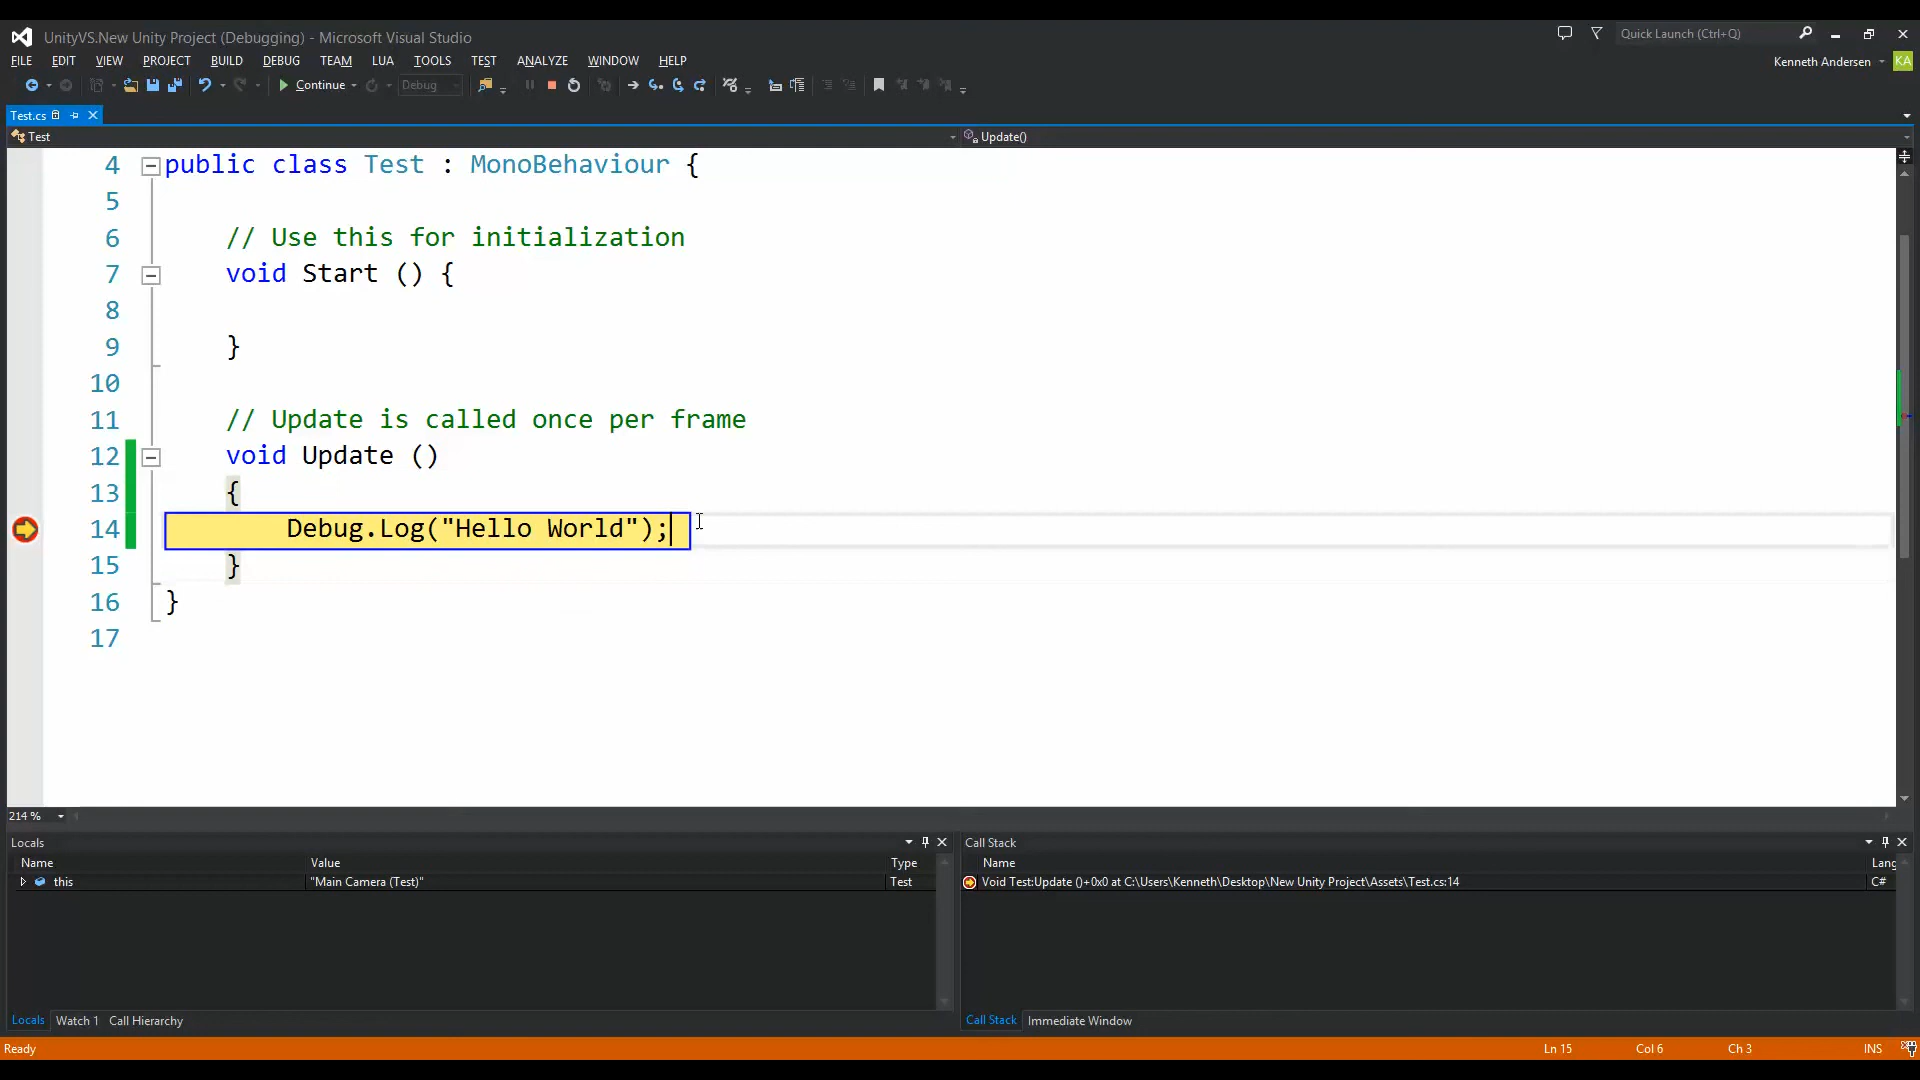 UnityVS.New Unity Project (Debugging) - Microsoft Visual Studio
Quick Launch (Ctrl+Q)
FILE EDIT VIEW PROJECT BUILD DEBUG TEAM LUA TOOLS TEST ANALYZE WINDOW HELP
Kenneth Andersen KA
Continue Debug
Test.cs
Test Update()
4 public class Test : MonoBehaviour {
5
6 // Use this for initialization
7 void Start () {
8
9 }
10
11 // Update is called once per frame
12 void Update ()
13 {
14 Debug.Log("Hello World");
15 }
16 }
17
214 %
Locals
Name Value Type
this "Main Camera (Test)" Test
Locals Watch 1 Call Hierarchy
Call Stack
Name Lang
Void Test:Update ()+0x0 at C:\Users\Kenneth\Desktop\New Unity Project\Assets\Test.cs:14 C#
Call Stack Immediate Window
Ready Ln 15 Col 6 Ch 3 INS